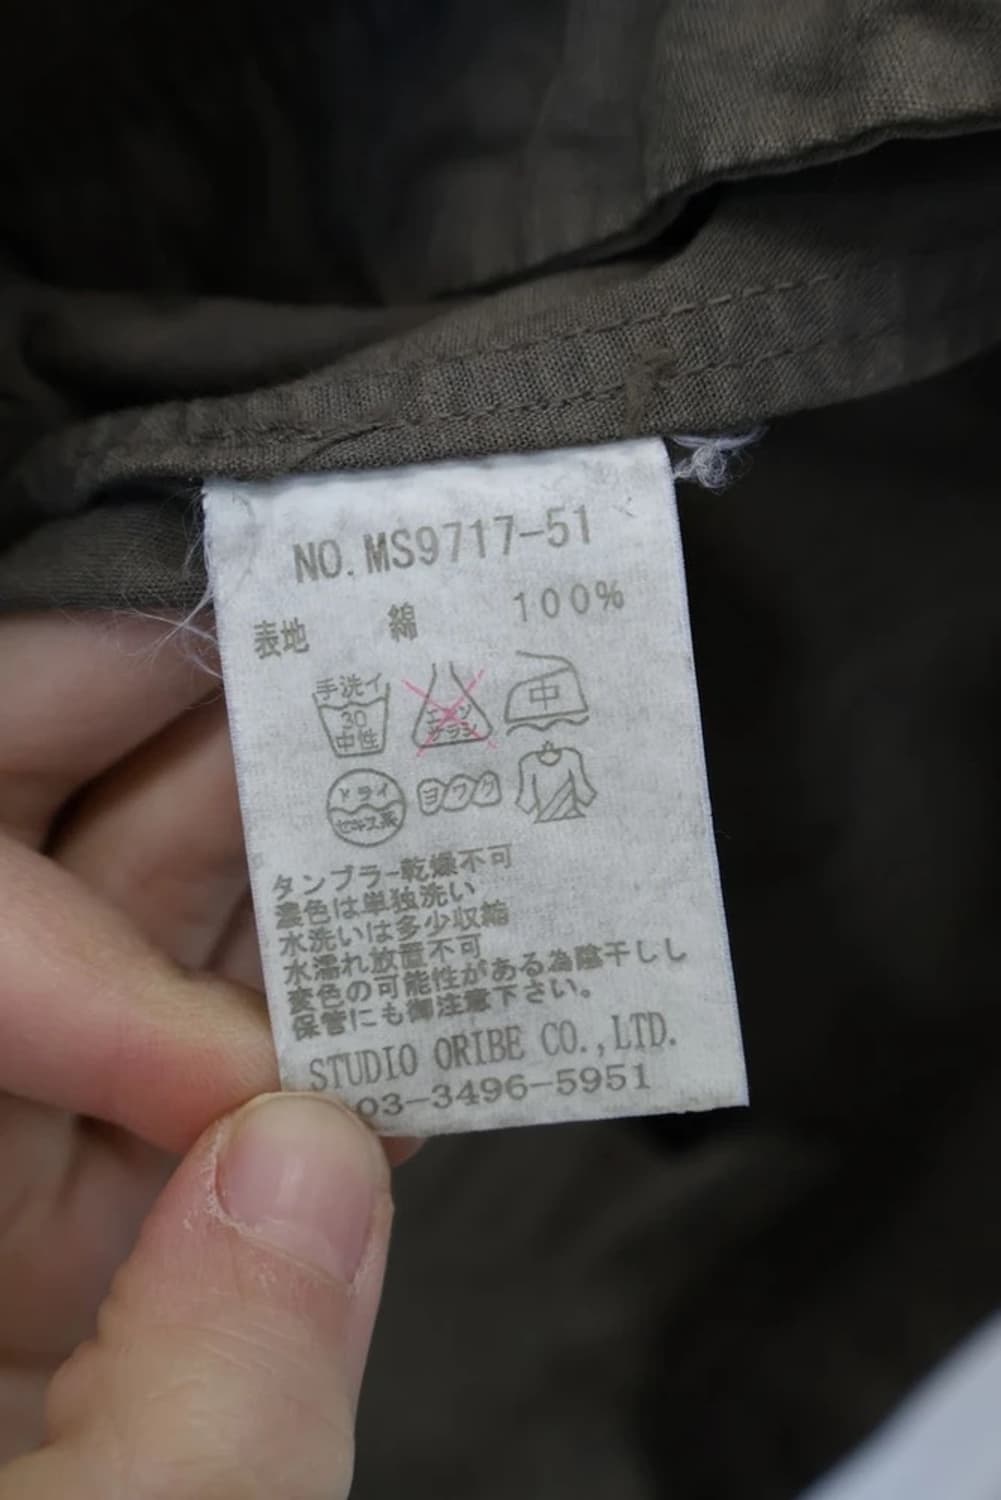 NO.MS9717-51
表地 綿 100%
手洗イ
30
中性
エンソ
サラシ
中
ドライ
セキユ系
ヨワク
タンブラー乾燥不可
濃色は単独洗い
水洗いは多少収縮
水濡れ放置不可
変色の可能性がある為陰干しし
保管にも御注意下さい。
STUDIO ORIBE CO.,LTD.
03-3496-5951